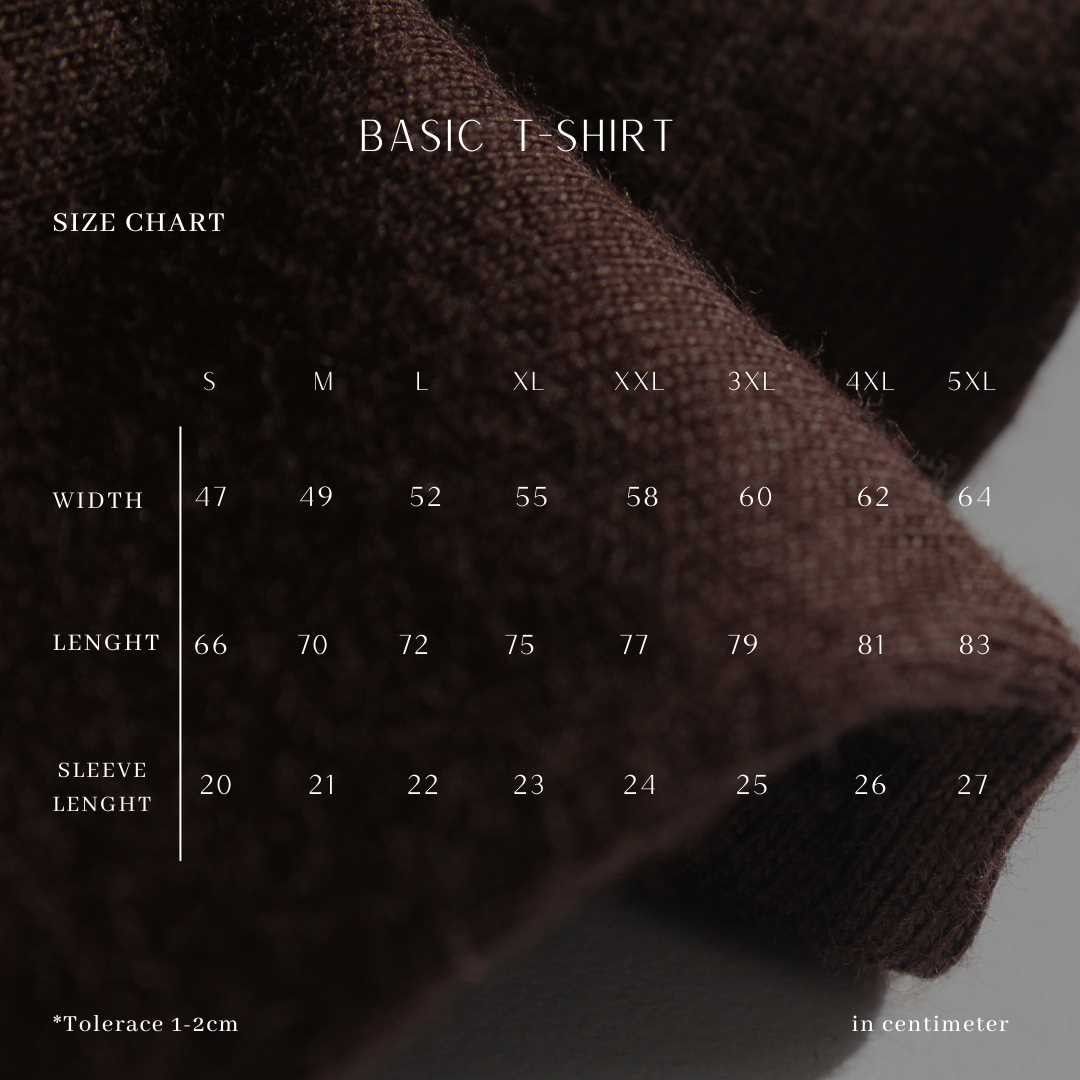 BASIC T-SHIRT
SIZE CHART
S M L XL XXL 3XL 4XL 5XL
WIDTH 47 49 52 55 58 60 62 64
LENGHT 66 70 72 75 77 79 81 83
SLEEVE
LENGHT 20 21 22 23 24 25 26 27
*Tolerace 1-2cm in centimeter